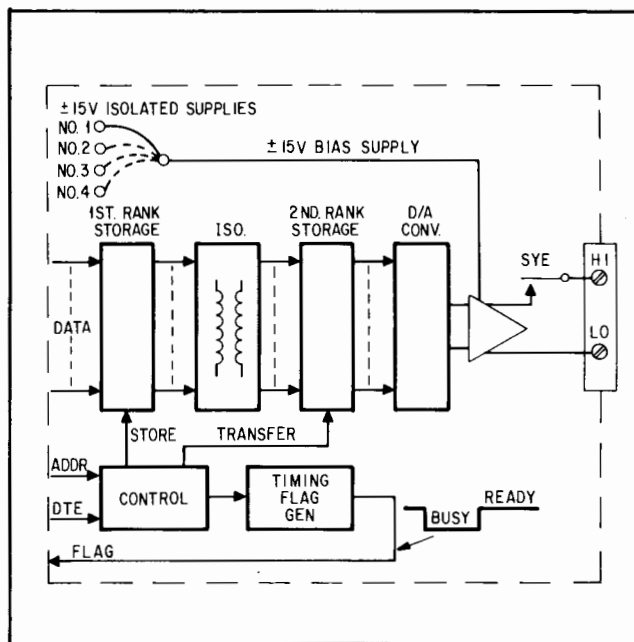 ±15V ISOLATED SUPPLIES
NO. 1
NO. 2
NO. 3
NO. 4
±15V BIAS SUPPLY
1ST. RANK
STORAGE
ISO.
2ND. RANK
STORAGE
D/A
CONV.
SYE
HI
LO
DATA
STORE
TRANSFER
ADDR
DTE
CONTROL
TIMING
FLAG
GEN
BUSY
READY
FLAG